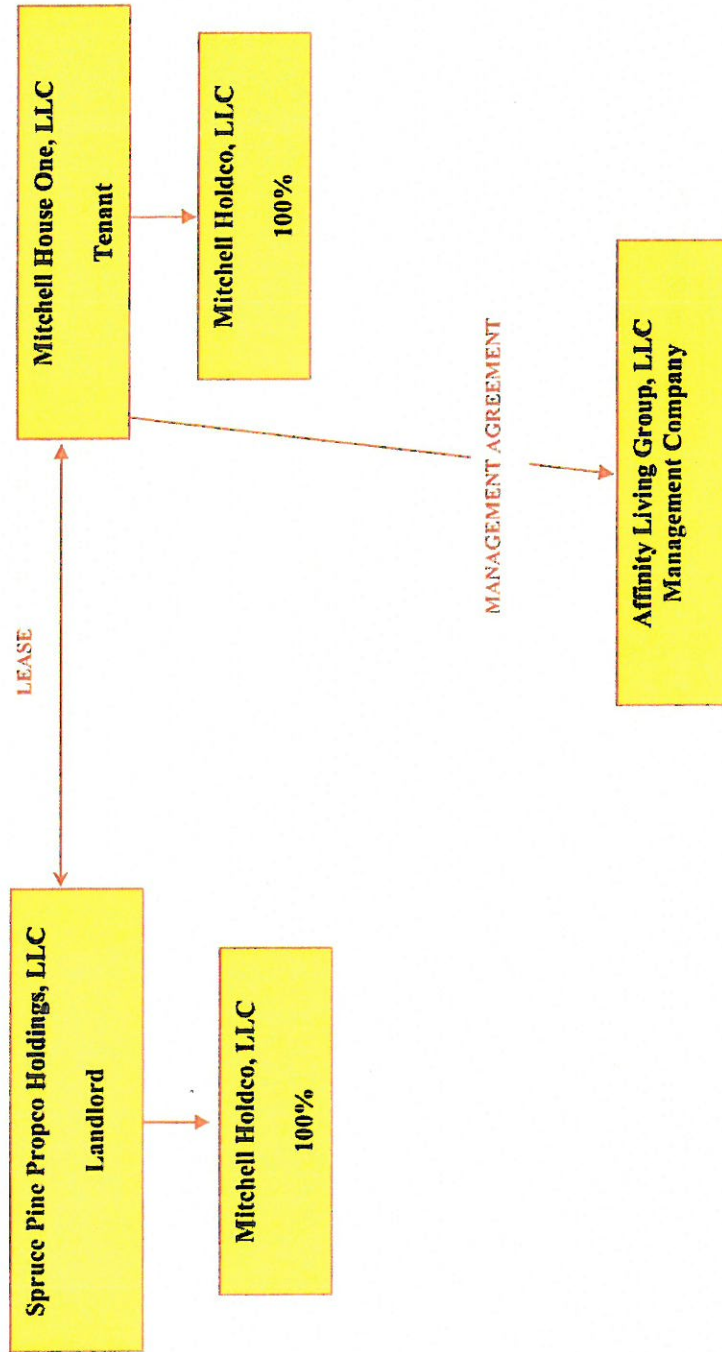 Spruce Pine Propco Holdings, LLC
Landlord
Mitchell Holdco, LLC
100%
LEASE
Mitchell House One, LLC
Tenant
Mitchell Holdco, LLC
100%
MANAGEMENT AGREEMENT
Affinity Living Group, LLC
Management Company